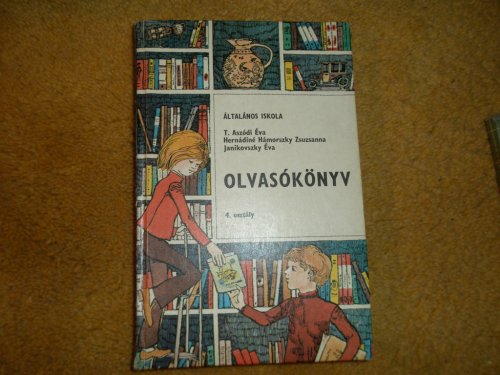 ÁLTALÁNOS ISKOLA
T. Aszódi Éva
Hernádiné Hámorszky Zsuzsanna
Janikovszky Éva
OLVASÓKÖNYV
4. osztály